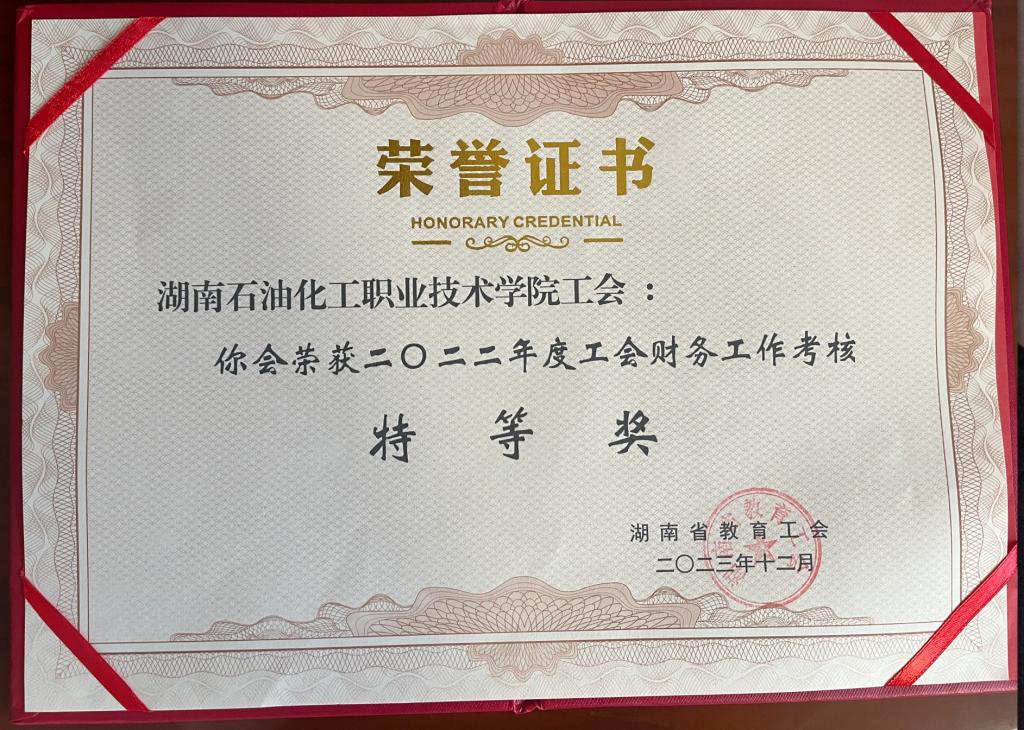 荣誉证书
HONORARY CREDENTIAL
湖南石油化工职业技术学院工会：
你会荣获二〇二二年度工会财务工作考核
特等奖
湖南省教育工会
二〇二三年十二月